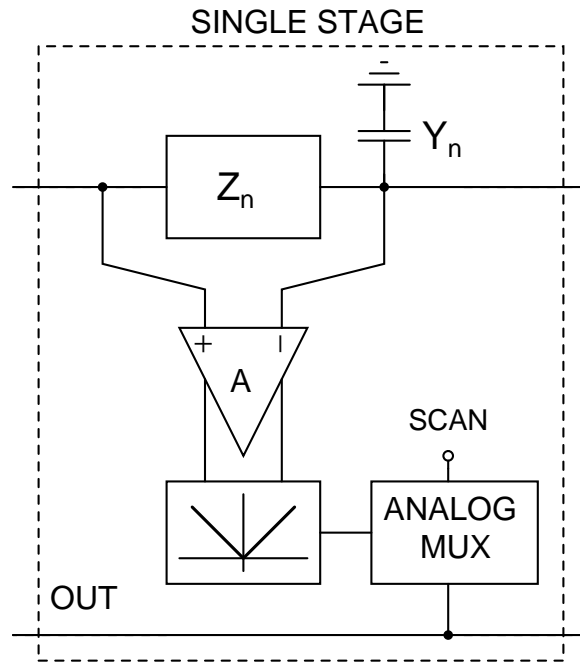 SINGLE STAGE
Yn
Zn
+ −
A
SCAN
ANALOG
MUX
OUT